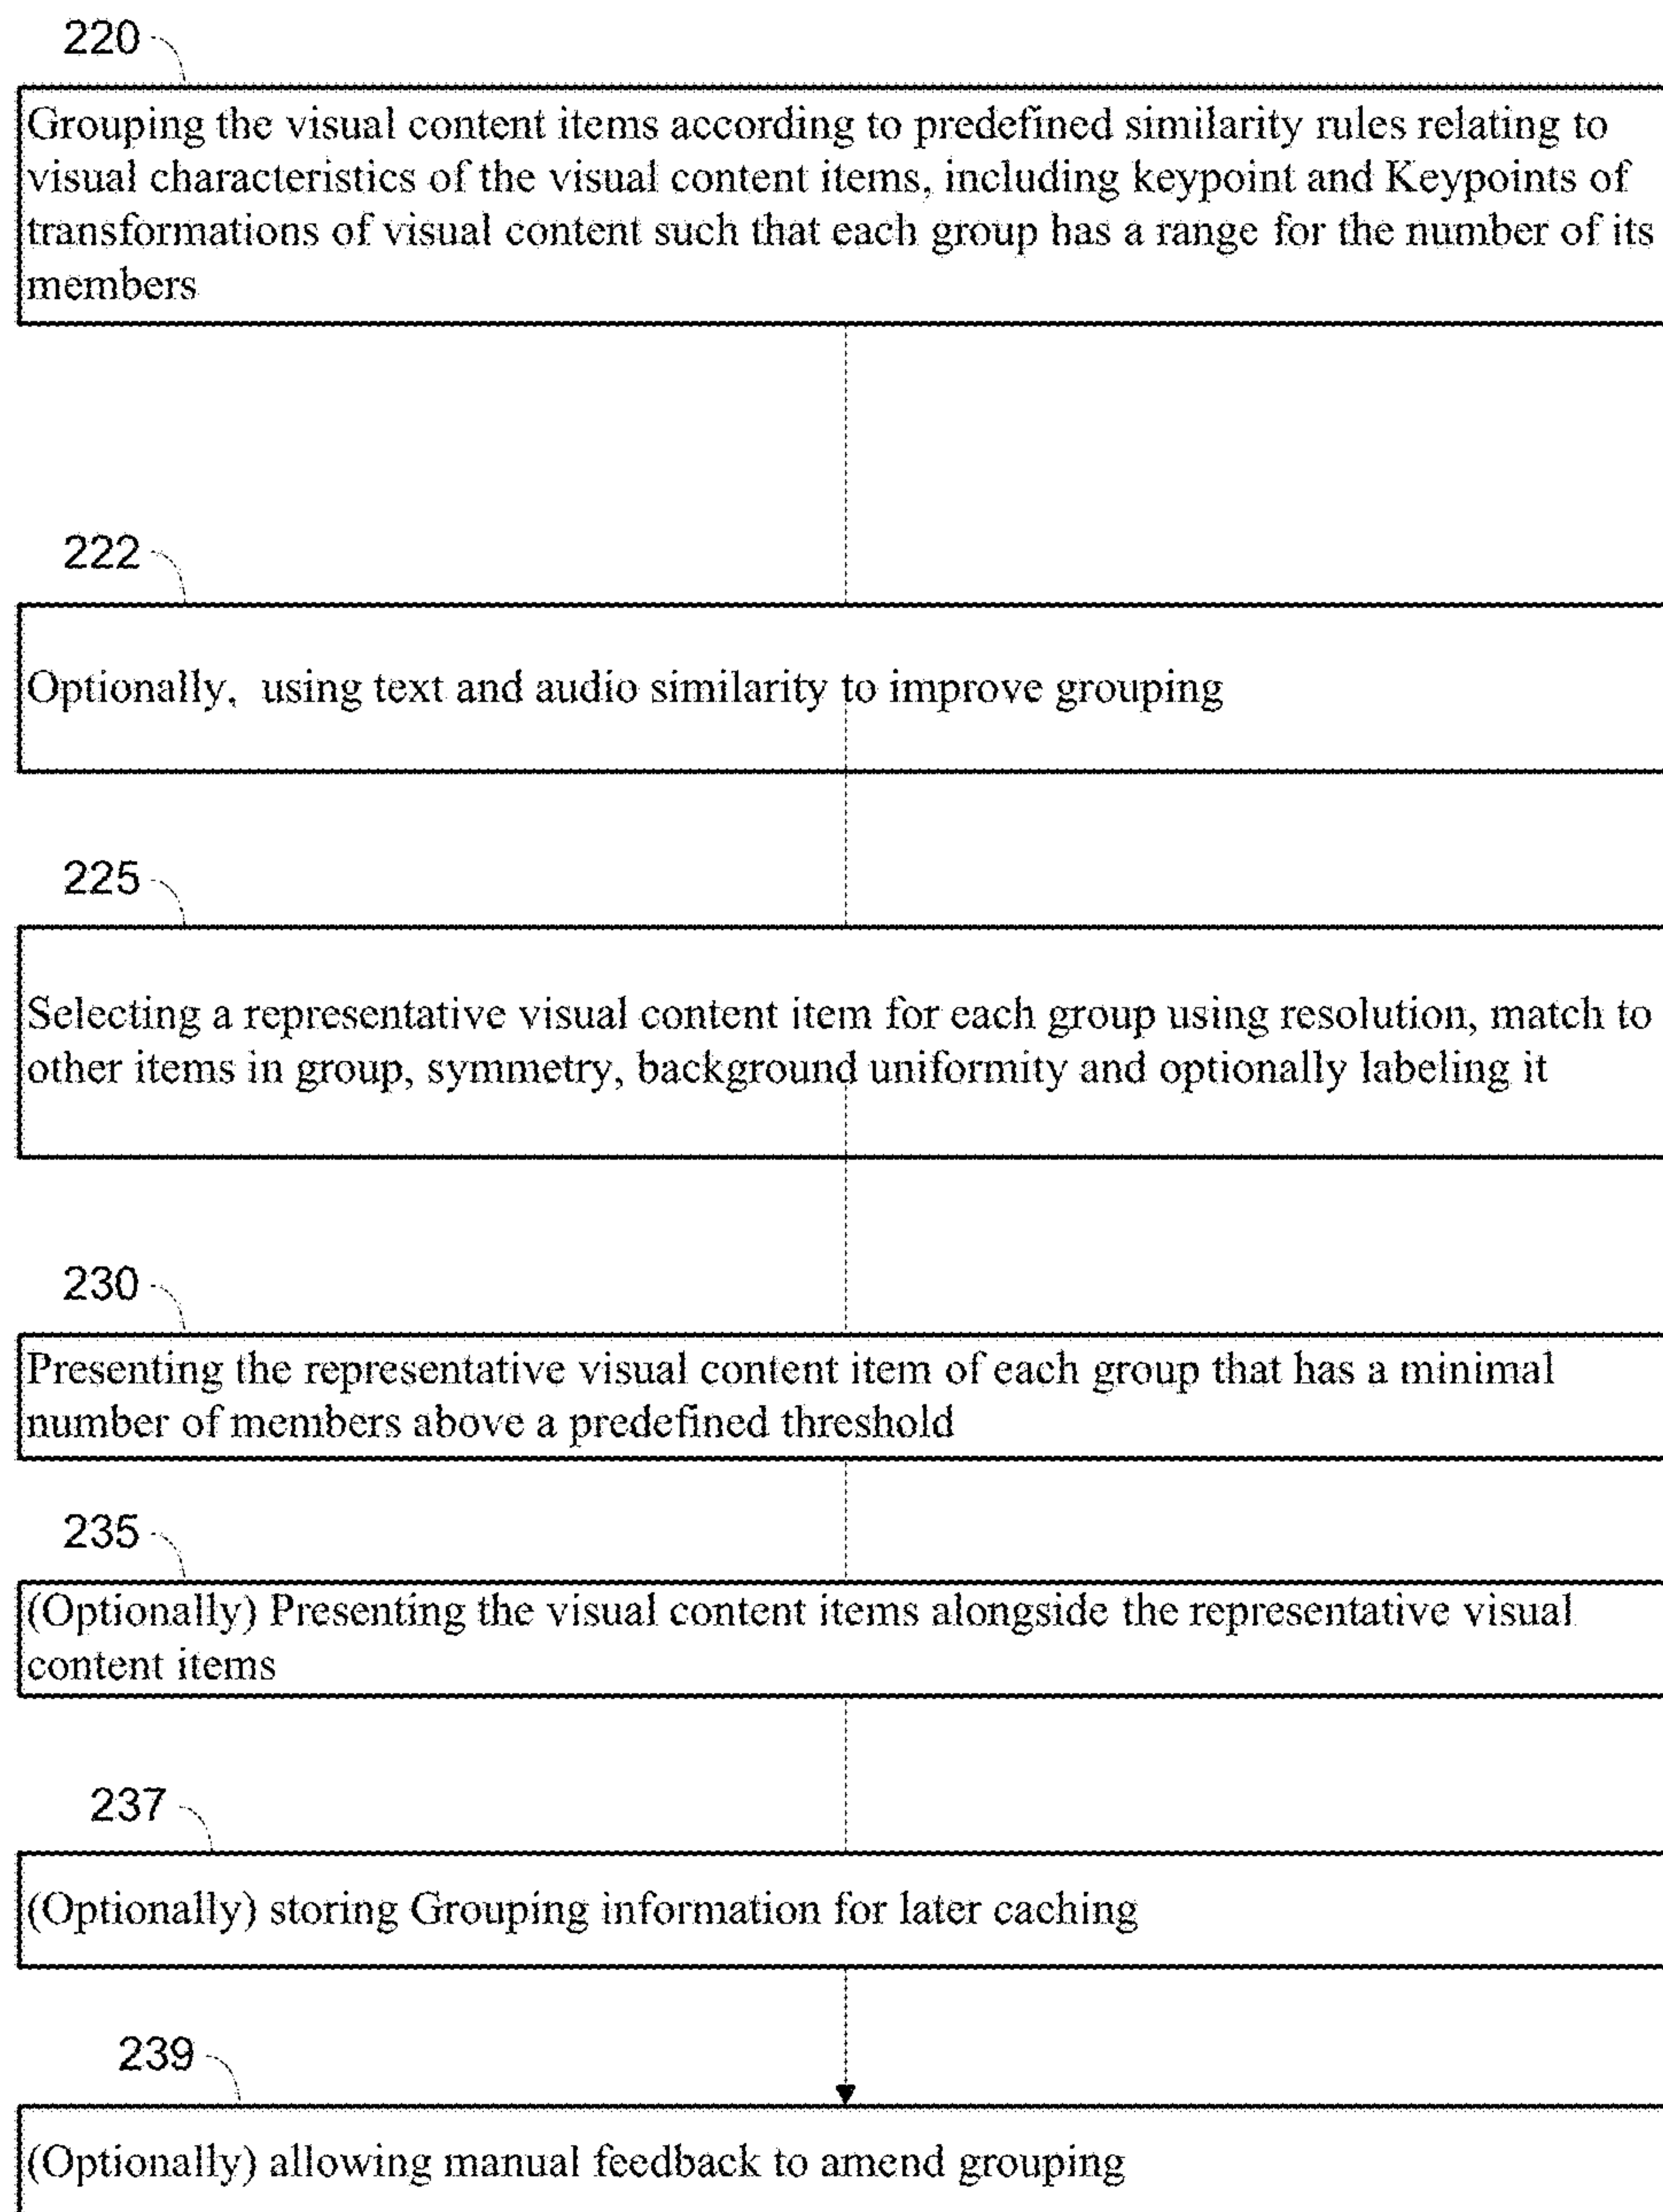 220
Grouping the visual content items according to predefined similarity rules relating to
visual characteristics of the visual content items, including keypoint and Keypoints of
transformations of visual content such that each group has a range for the number of its
members
222
Optionally, using text and audio similarity to improve grouping
225
Selecting a representative visual content item for each group using resolution, match to
other items in group, symmetry, background uniformity and optionally labeling it
230
Presenting the representative visual content item of each group that has a minimal
number of members above a predefined threshold
235
(Optionally) Presenting the visual content items alongside the representative visual
content items
237
(Optionally) storing Grouping information for later caching
239
(Optionally) allowing manual feedback to amend grouping